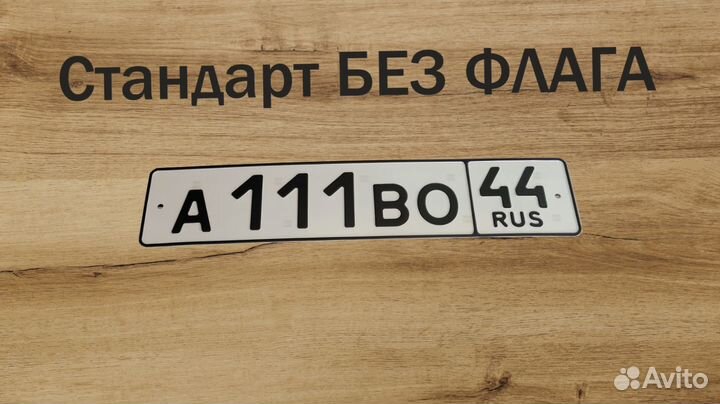 Стандарт БЕЗ ФЛАГА
А 111 ВО 44
RUS
Avito